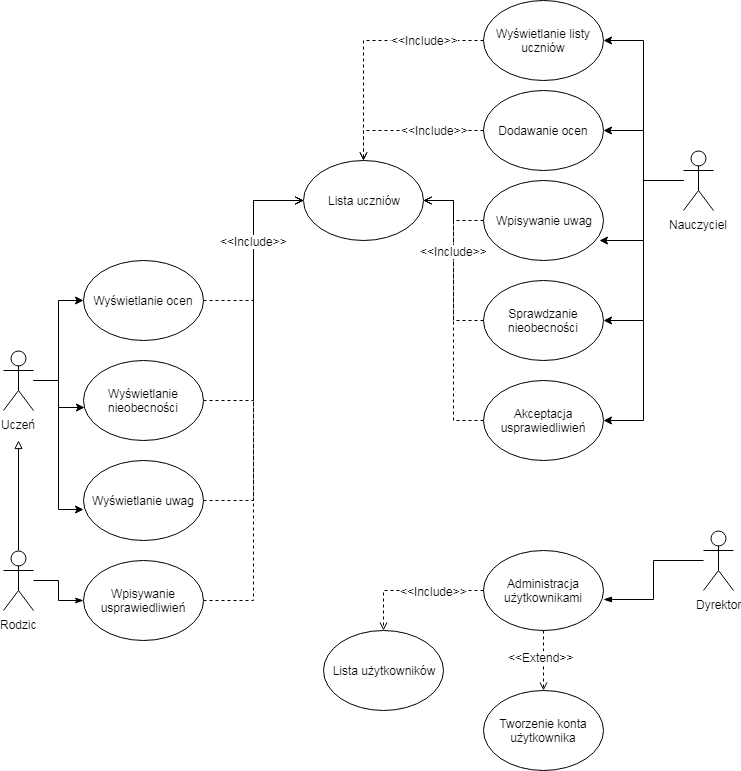 Wyświetlanie listy
uczniów
<<Include>>
Dodawanie ocen
<<Include>>
Lista uczniów
Wpisywanie uwag
Nauczyciel
<<Include>>
<<Include>>
Wyświetlanie ocen
Sprawdzanie
nieobecności
Wyświetlanie
nieobecności
Uczeń
Akceptacja
usprawiedliwień
Wyświetlanie uwag
Wpisywanie
usprawiedliwień
Rodzic
Administracja
użytkownikami
<<Include>>
Dyrektor
<<Extend>>
Lista użytkowników
Tworzenie konta
użytkownika